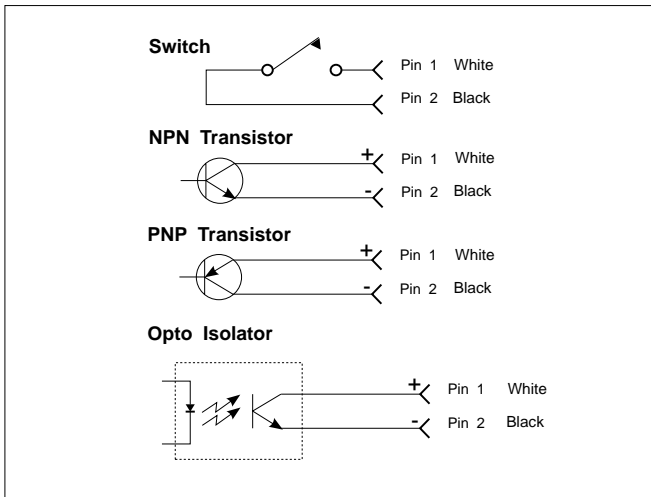 Switch
Pin 1 White
Pin 2 Black
NPN Transistor
+ Pin 1 White
- Pin 2 Black
PNP Transistor
+ Pin 1 White
- Pin 2 Black
Opto Isolator
+ Pin 1 White
- Pin 2 Black